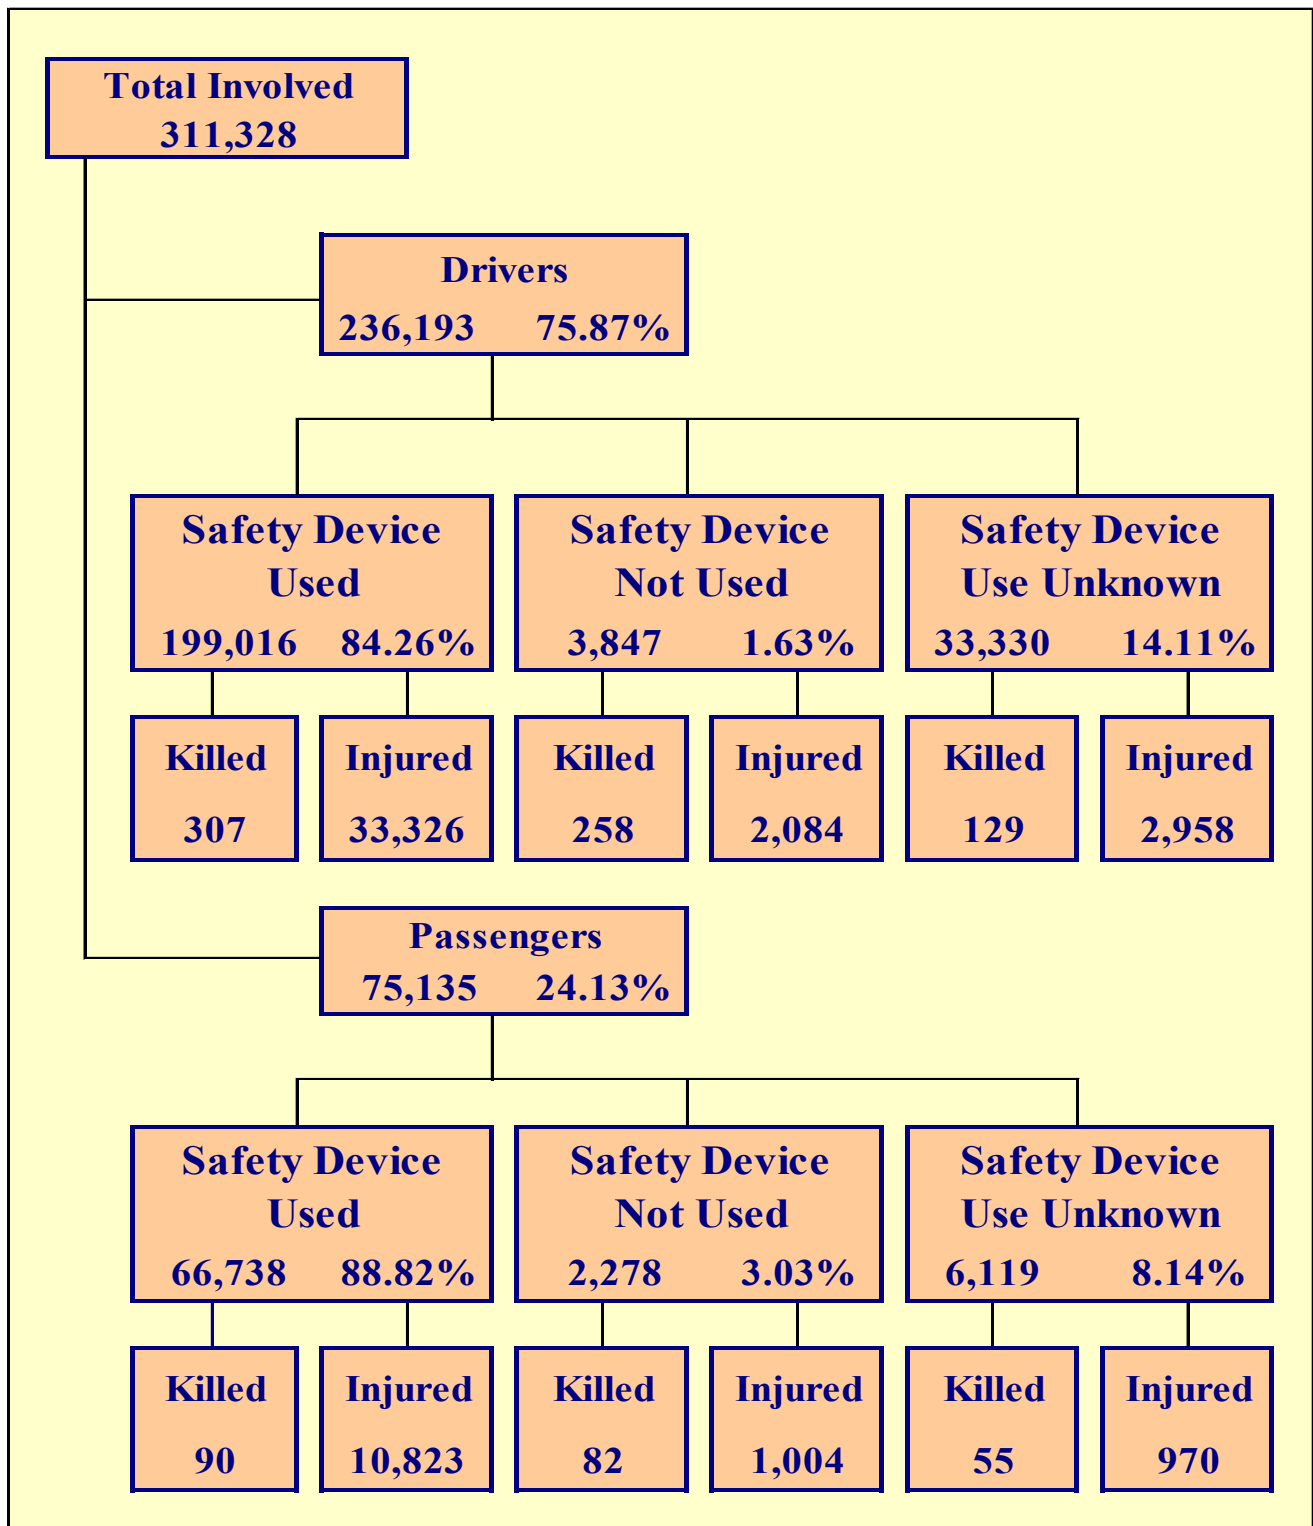 Total Involved
311,328
Drivers
236,193 75.87%
Safety Device
Used
199,016 84.26%
Safety Device
Not Used
3,847 1.63%
Safety Device
Use Unknown
33,330 14.11%
Killed
307
Injured
33,326
Killed
258
Injured
2,084
Killed
129
Injured
2,958
Passengers
75,135 24.13%
Safety Device
Used
66,738 88.82%
Safety Device
Not Used
2,278 3.03%
Safety Device
Use Unknown
6,119 8.14%
Killed
90
Injured
10,823
Killed
82
Injured
1,004
Killed
55
Injured
970